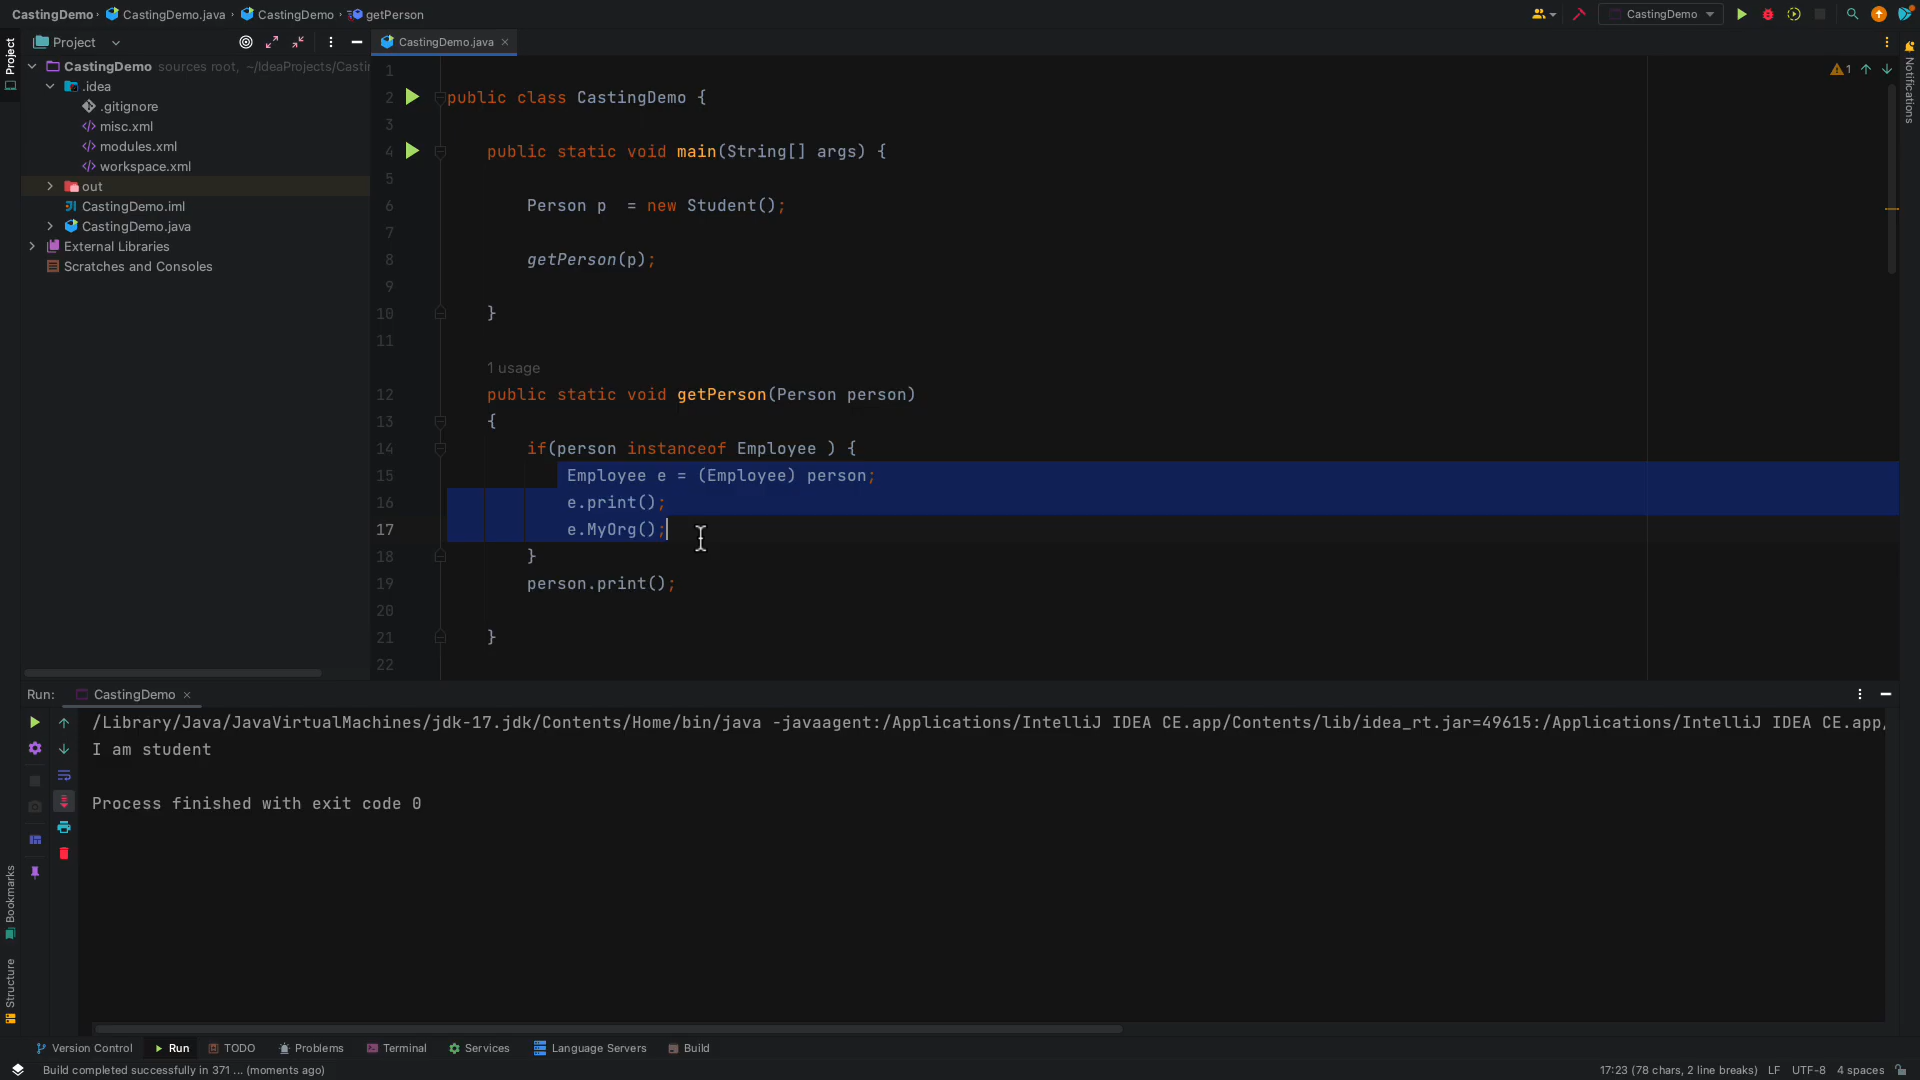 CastingDemo › CastingDemo.java › CastingDemo › getPerson
CastingDemo
Project
CastingDemo.java
Project
CastingDemo sources root, ~/IdeaProjects/Casti
.idea
.gitignore
misc.xml
modules.xml
workspace.xml
out
CastingDemo.iml
CastingDemo.java
External Libraries
Scratches and Consoles
1
2 public class CastingDemo {
3
4 public static void main(String[] args) {
5
6 Person p  = new Student();
7
8 getPerson(p);
9
10 }
11
1 usage
12 public static void getPerson(Person person)
13 {
14 if(person instanceof Employee ) {
15 Employee e = (Employee) person;
16 e.print();
17 e.MyOrg();
18 }
19 person.print();
20
21 }
22
1
Notifications
Run: CastingDemo
/Library/Java/JavaVirtualMachines/jdk-17.jdk/Contents/Home/bin/java -javaagent:/Applications/IntelliJ IDEA CE.app/Contents/lib/idea_rt.jar=49615:/Applications/IntelliJ IDEA CE.app/
I am student
Process finished with exit code 0
Bookmarks
Structure
Version Control Run TODO Problems Terminal Services Language Servers Build
Build completed successfully in 371 ... (moments ago)
17:23 (78 chars, 2 line breaks) LF UTF-8 4 spaces